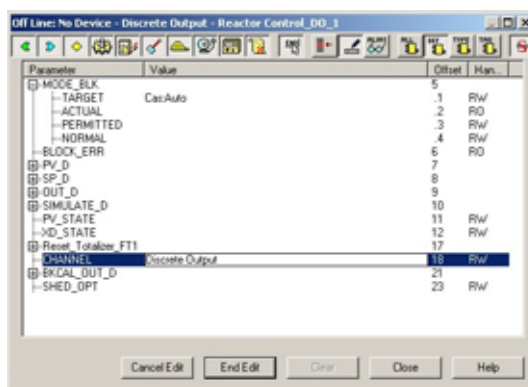 Off Line: No Device - Discrete Output - Reactor Control_DO_1
Parameter Value Offset Han...
MODE_BLK 5
TARGET Cas:Auto .1 RW
ACTUAL .2 RO
PERMITTED .3 RW
NORMAL .4 RW
BLOCK_ERR 6 RO
PV_D 7
SP_D 8
OUT_D 9
SIMULATE_D 10
PV_STATE 11 RW
XD_STATE 12 RW
Reset_Totalizer_FT1 17
CHANNEL Discrete Output 18 RW
BKCAL_OUT_D 21
SHED_OPT 23 RW
Cancel Edit End Edit Clear Close Help